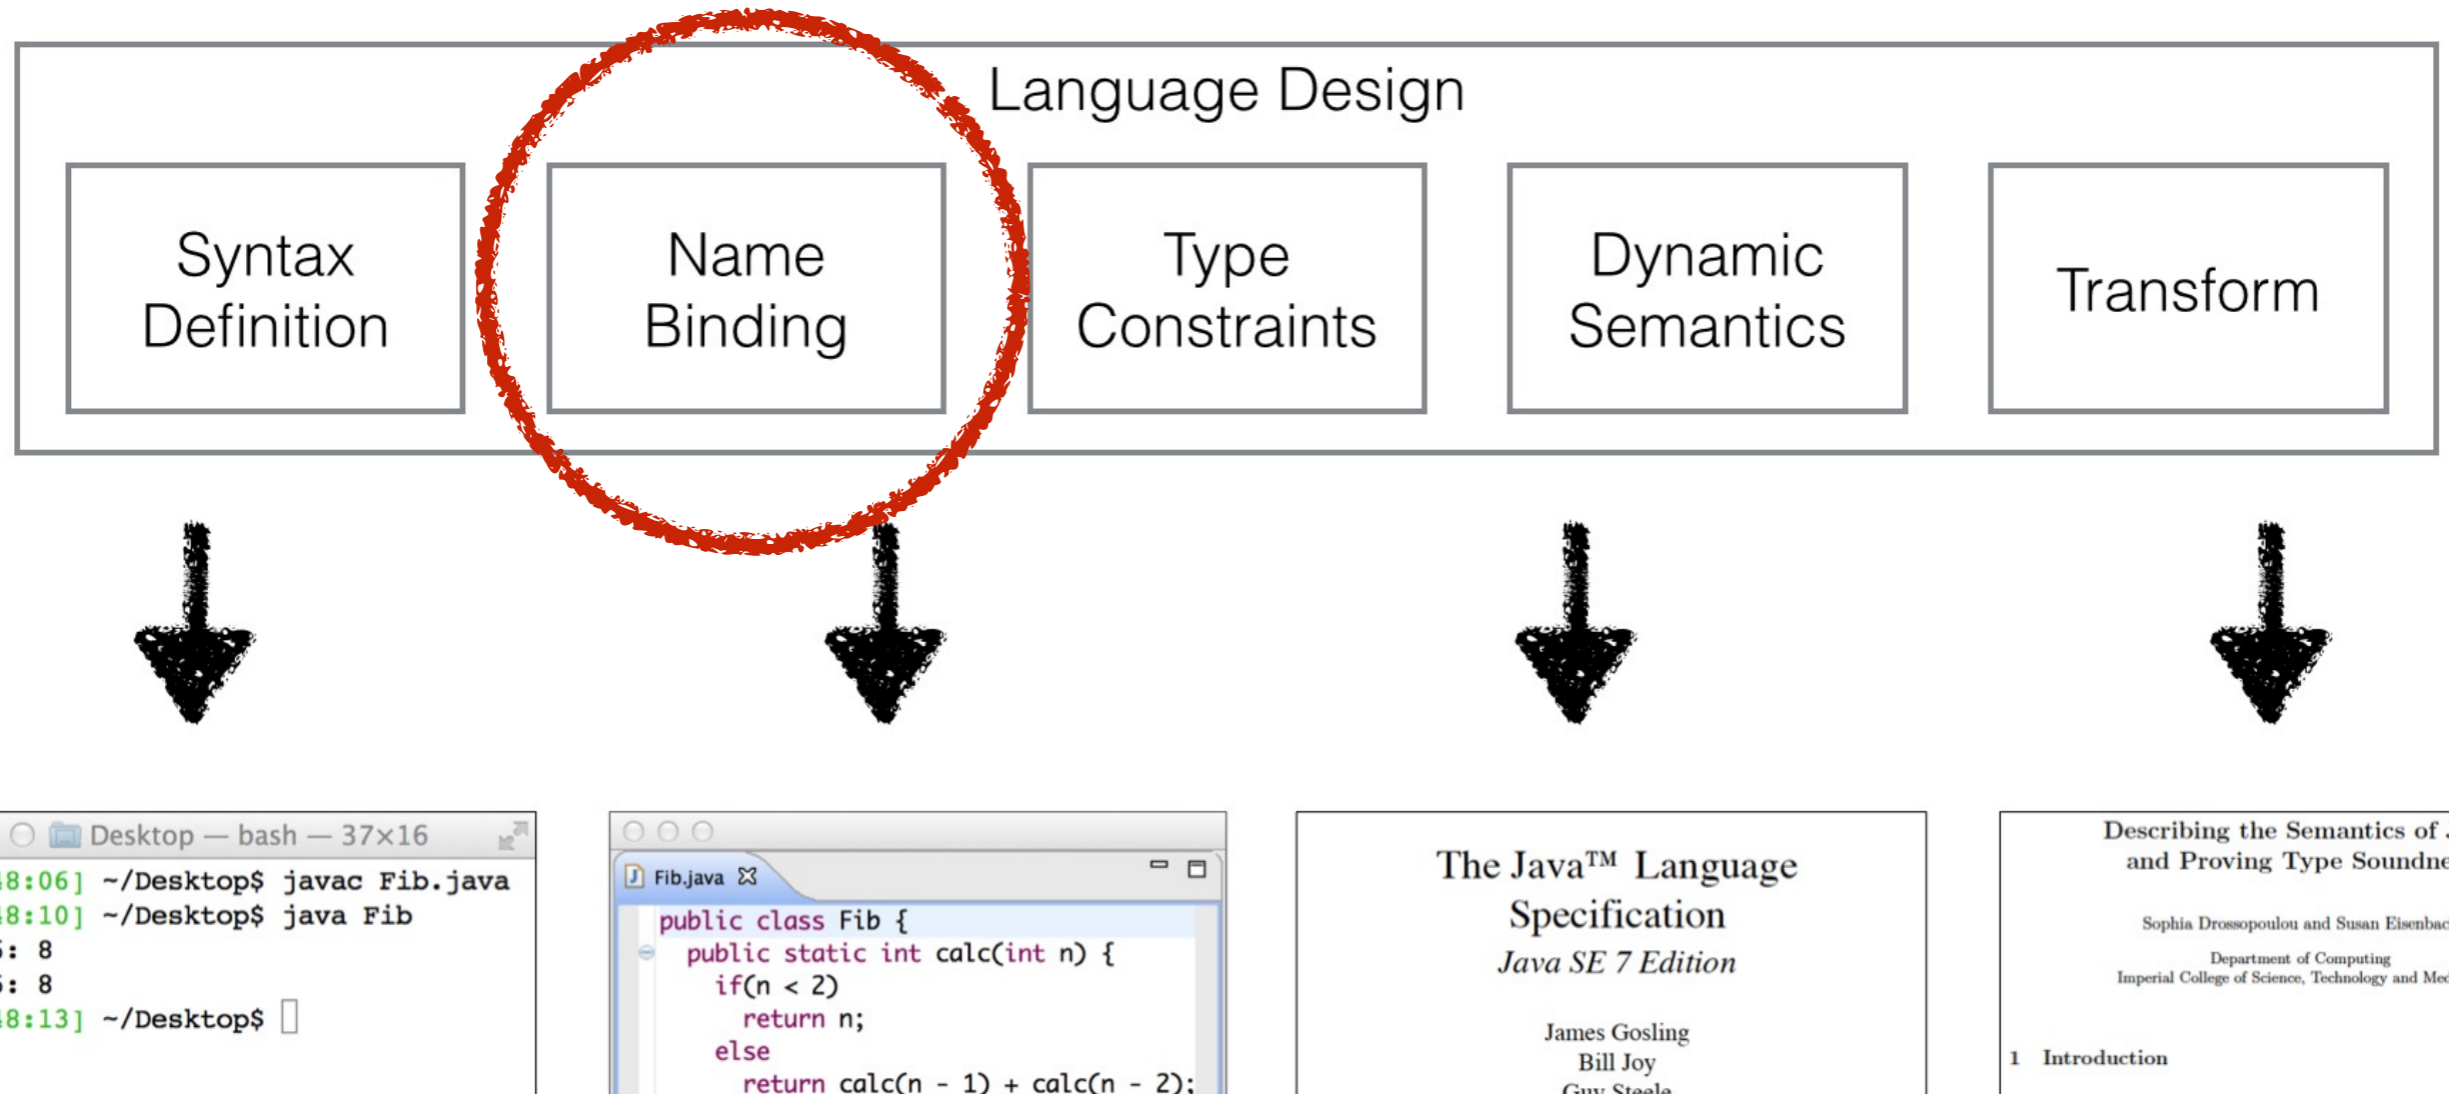 Language Design
Syntax
Definition
Name
Binding
Type
Constraints
Dynamic
Semantics
Transform
Desktop — bash — 37×16
8:06] ~/Desktop$ javac Fib.java
8:10] ~/Desktop$ java Fib
: 8
: 8
8:13] ~/Desktop$
Fib.java
public class Fib {
public static int calc(int n) {
if(n < 2)
return n;
else
return calc(n - 1) + calc(n - 2);
The Java™ Language
Specification
Java SE 7 Edition
James Gosling
Bill Joy
Guy Steele
Describing the Semantics of
and Proving Type
Sophia Drossopoulou and Susan
Department of Computing
Imperial College of Science, Technology and
1 Introduction